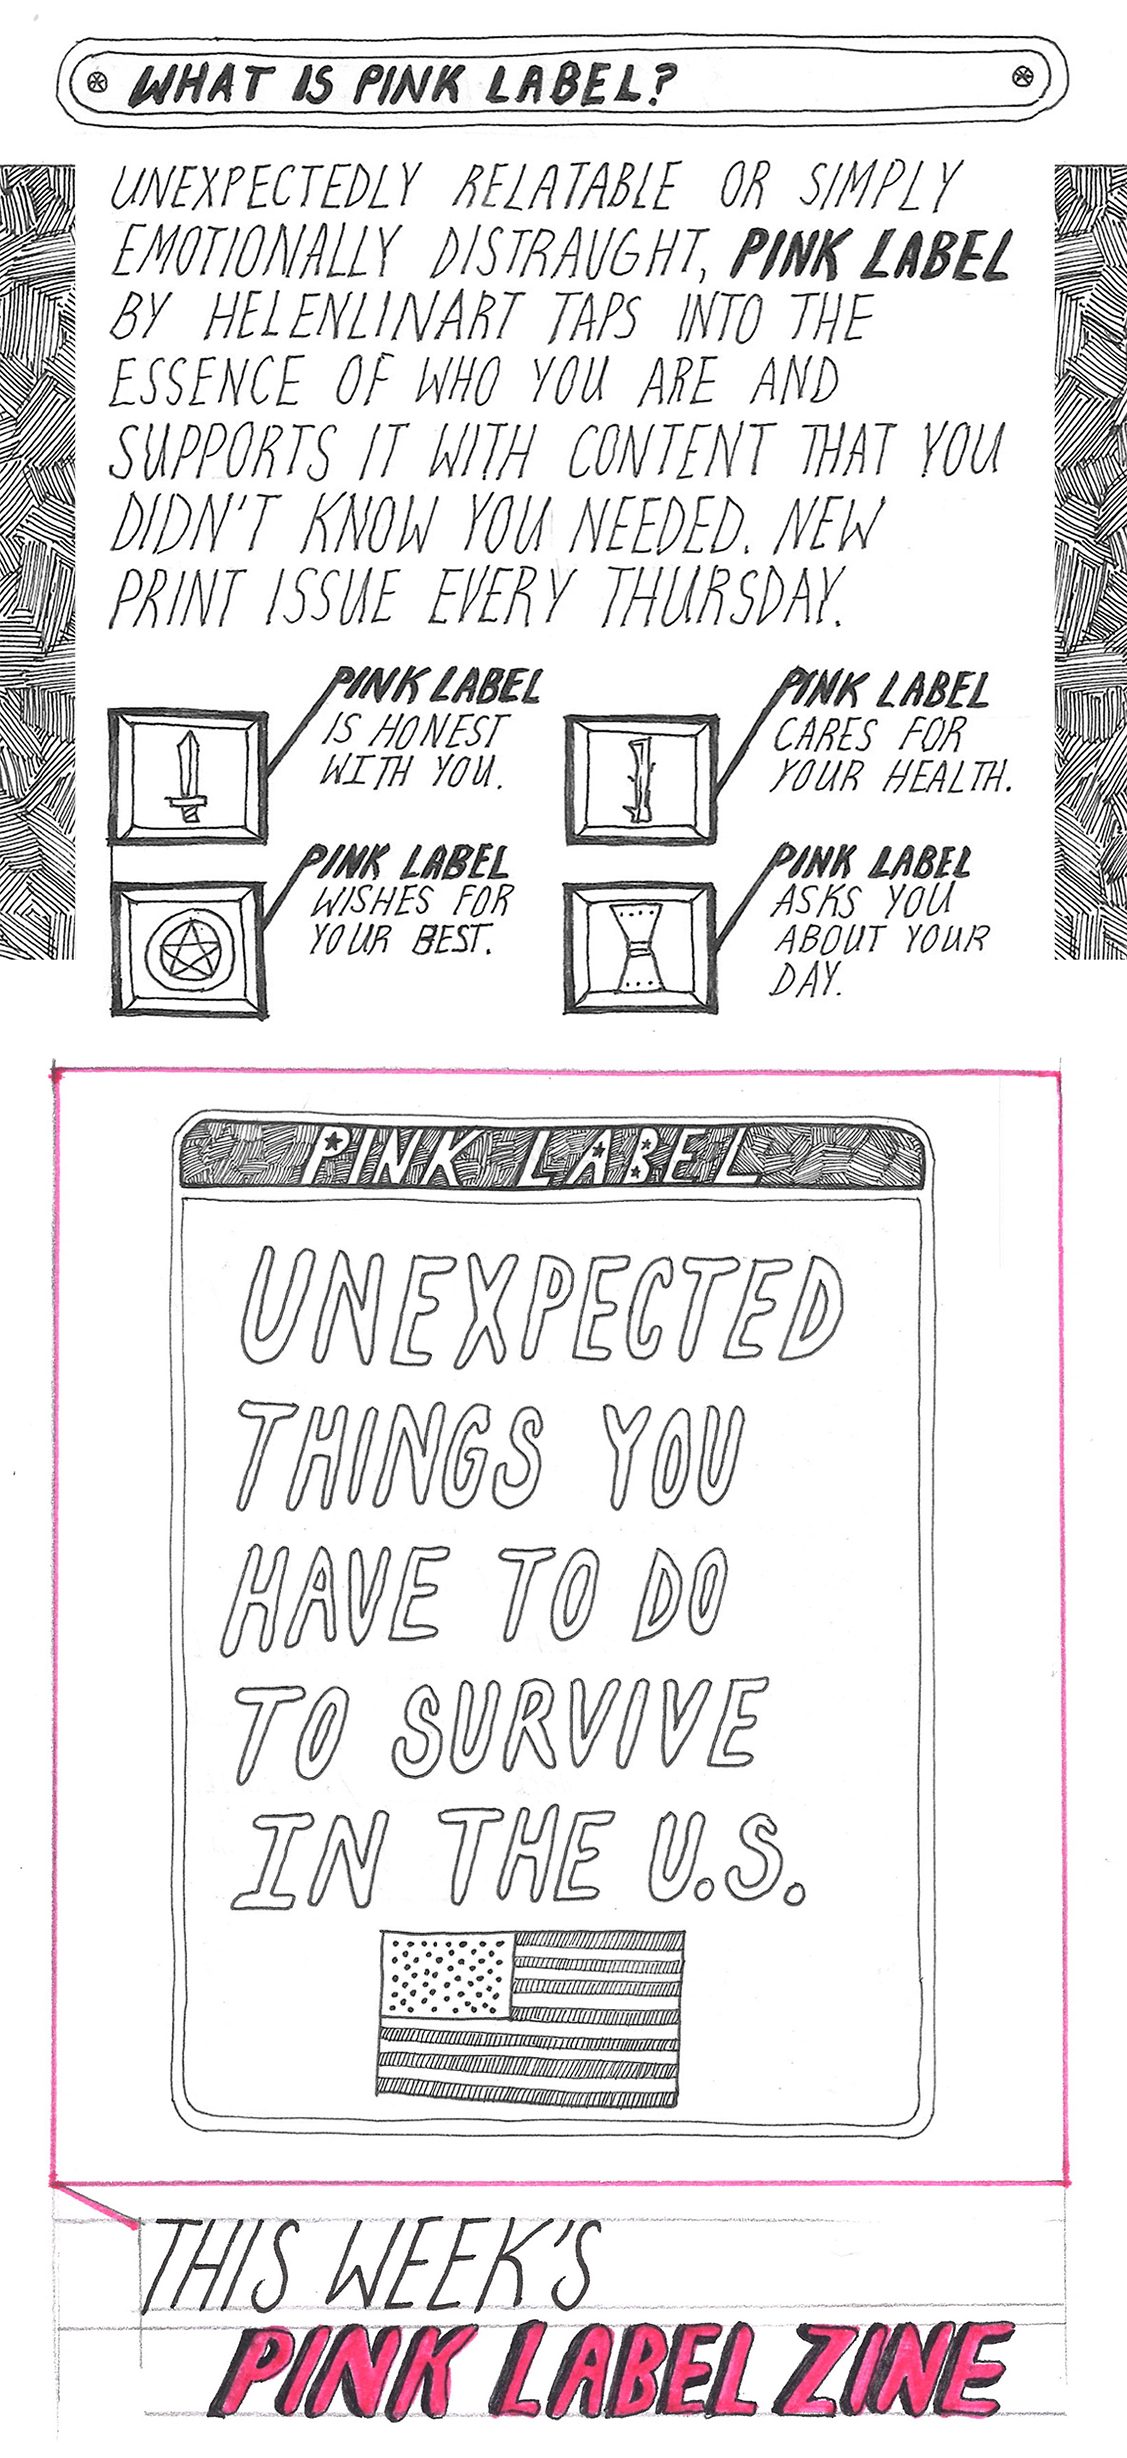 WHAT IS PINK LABEL?
UNEXPECTEDLY RELATABLE OR SIMPLY
EMOTIONALLY DISTRAUGHT, PINK LABEL
BY HELENLINART TAPS INTO THE
ESSENCE OF WHO YOU ARE AND
SUPPORTS IT WITH CONTENT THAT YOU
DIDN'T KNOW YOU NEEDED. NEW
PRINT ISSUE EVERY THURSDAY.
PINK LABEL
IS HONEST
WITH YOU.
PINK LABEL
CARES FOR
YOUR HEALTH.
PINK LABEL
WISHES FOR
YOUR BEST.
PINK LABEL
ASKS YOU
ABOUT YOUR
DAY.
PINK LABEL
UNEXPECTED
THINGS YOU
HAVE TO DO
TO SURVIVE
IN THE U.S.
THIS WEEK'S
PINK LABEL ZINE